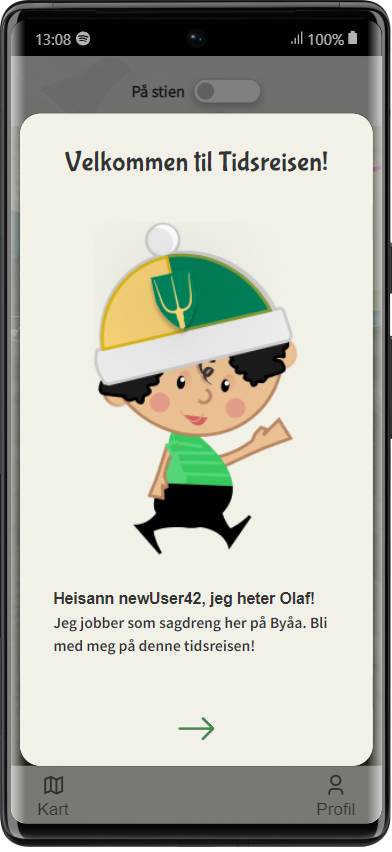 13:08 100%
På stien
Velkommen til Tidsreisen!
Heisann newUser42, jeg heter Olaf!
Jeg jobber som sagdreng her på Byåa. Bli
med meg på denne tidsreisen!
Kart Profil